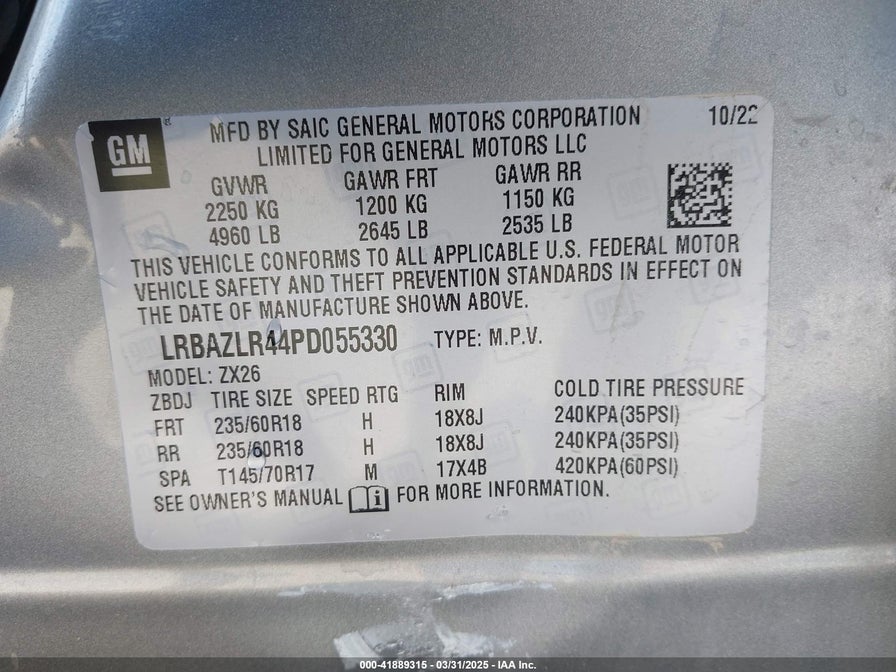 GM
MFD BY SAIC GENERAL MOTORS CORPORATION 10/22
LIMITED FOR GENERAL MOTORS LLC
GVWR GAWR FRT GAWR RR
2250 KG 1200 KG 1150 KG
4960 LB 2645 LB 2535 LB
THIS VEHICLE CONFORMS TO ALL APPLICABLE U.S. FEDERAL MOTOR
VEHICLE SAFETY AND THEFT PREVENTION STANDARDS IN EFFECT ON
THE DATE OF MANUFACTURE SHOWN ABOVE.
LRBAZLR44PD055330 TYPE: M.P.V.
MODEL: ZX26
ZBDJ TIRE SIZE SPEED RTG RIM COLD TIRE PRESSURE
FRT 235/60R18 H 18X8J 240KPA(35PSI)
RR 235/60R18 H 18X8J 240KPA(35PSI)
SPA T145/70R17 M 17X4B 420KPA(60PSI)
SEE OWNER'S MANUAL FOR MORE INFORMATION.
000-41889315 - 03/31/2025 - IAA Inc.